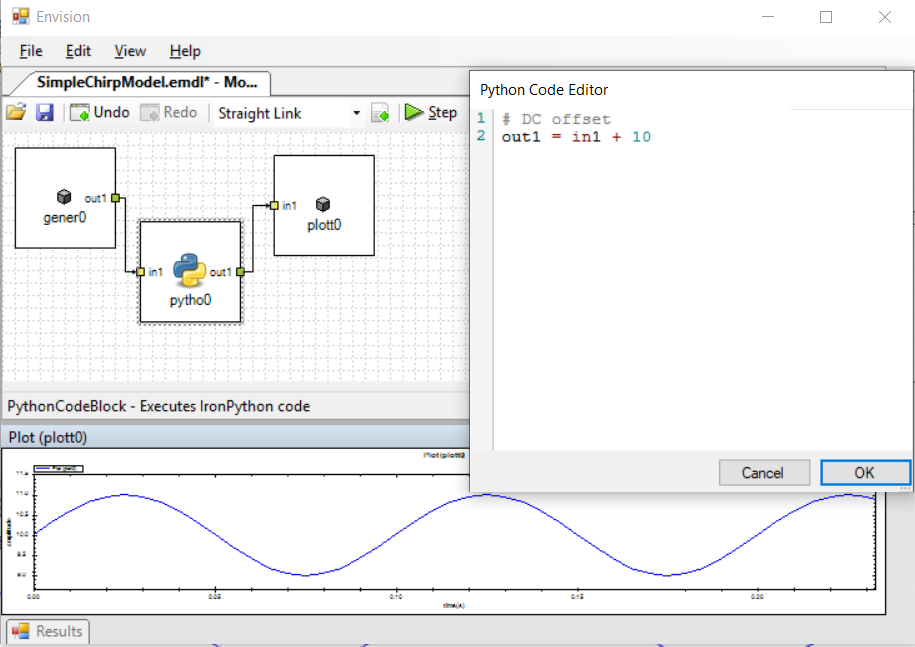 Envision
File Edit View Help
SimpleChirpModel.emdl* - Mo...
Undo Redo Straight Link Step
out1
gener0
in1
out1
pytho0
in1
plott0
PythonCodeBlock - Executes IronPython code
Python Code Editor
1 # DC offset
2 out1 = in1 + 10
Cancel OK
Plot (plott0)
Plot (plott0)
11.0
10.5
10.0
9.5
9.0
amplitude
0.00 0.05 0.10 0.15 0.20
time(s)
Results